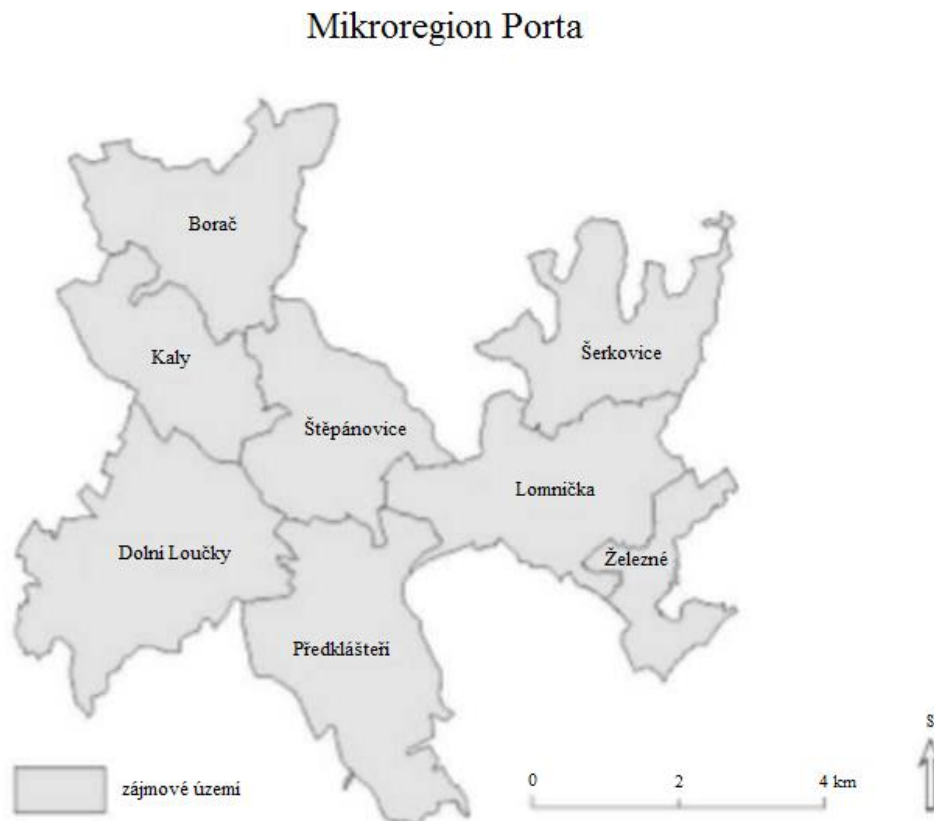 Mikroregion Porta
Borač
Kaly
Šerkovice
Štěpánovice
Lomnička
Dolní Loučky
Železné
Předklášteří
zájmové území
0 2 4 km
S